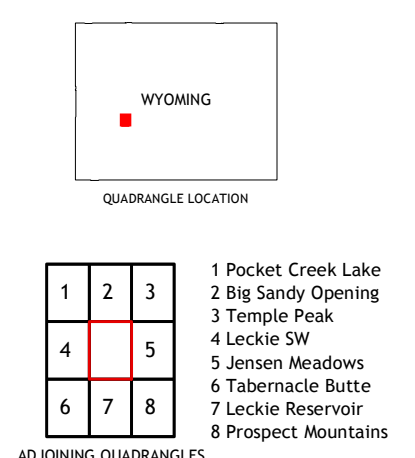 WYOMING
QUADRANGLE LOCATION
1 2 3
4 5
6 7 8
1 Pocket Creek Lake
2 Big Sandy Opening
3 Temple Peak
4 Leckie SW
5 Jensen Meadows
6 Tabernacle Butte
7 Leckie Reservoir
8 Prospect Mountains
ADJOINING QUADRANGLES